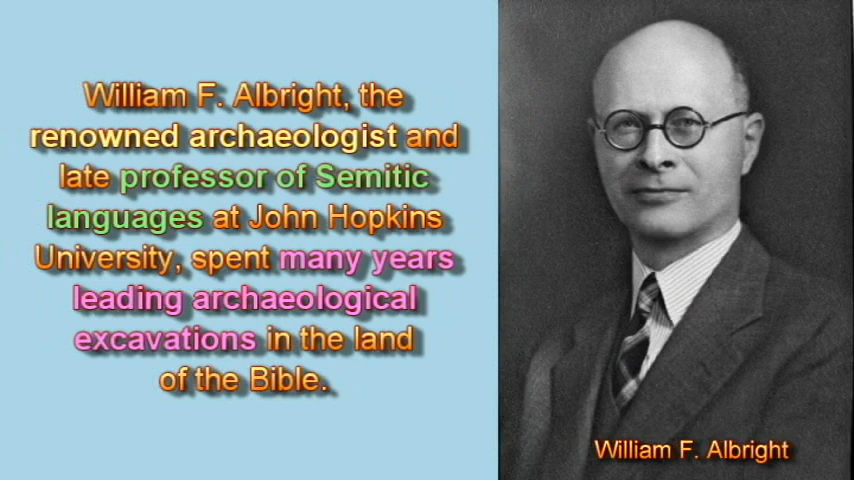 William F. Albright, the
renowned archaeologist and
late professor of Semitic
languages at John Hopkins
University, spent many years
leading archaeological
excavations in the land
of the Bible.
William F. Albright